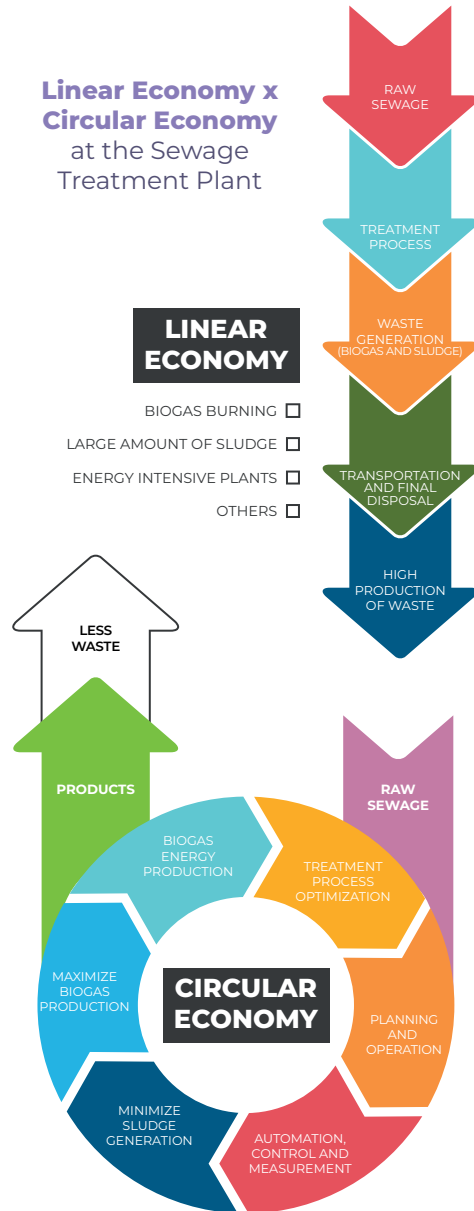 Linear Economy x
Circular Economy
at the Sewage
Treatment Plant
RAW
SEWAGE
TREATMENT
PROCESS
WASTE
GENERATION
(BIOGAS AND SLUDGE)
TRANSPORTATION
AND FINAL
DISPOSAL
HIGH
PRODUCTION
OF WASTE
LINEAR
ECONOMY
BIOGAS BURNING
LARGE AMOUNT OF SLUDGE
ENERGY INTENSIVE PLANTS
OTHERS
LESS
WASTE
PRODUCTS
RAW
SEWAGE
BIOGAS
ENERGY
PRODUCTION
TREATMENT
PROCESS
OPTIMIZATION
PLANNING
AND
OPERATION
AUTOMATION,
CONTROL AND
MEASUREMENT
MINIMIZE
SLUDGE
GENERATION
MAXIMIZE
BIOGAS
PRODUCTION
CIRCULAR
ECONOMY